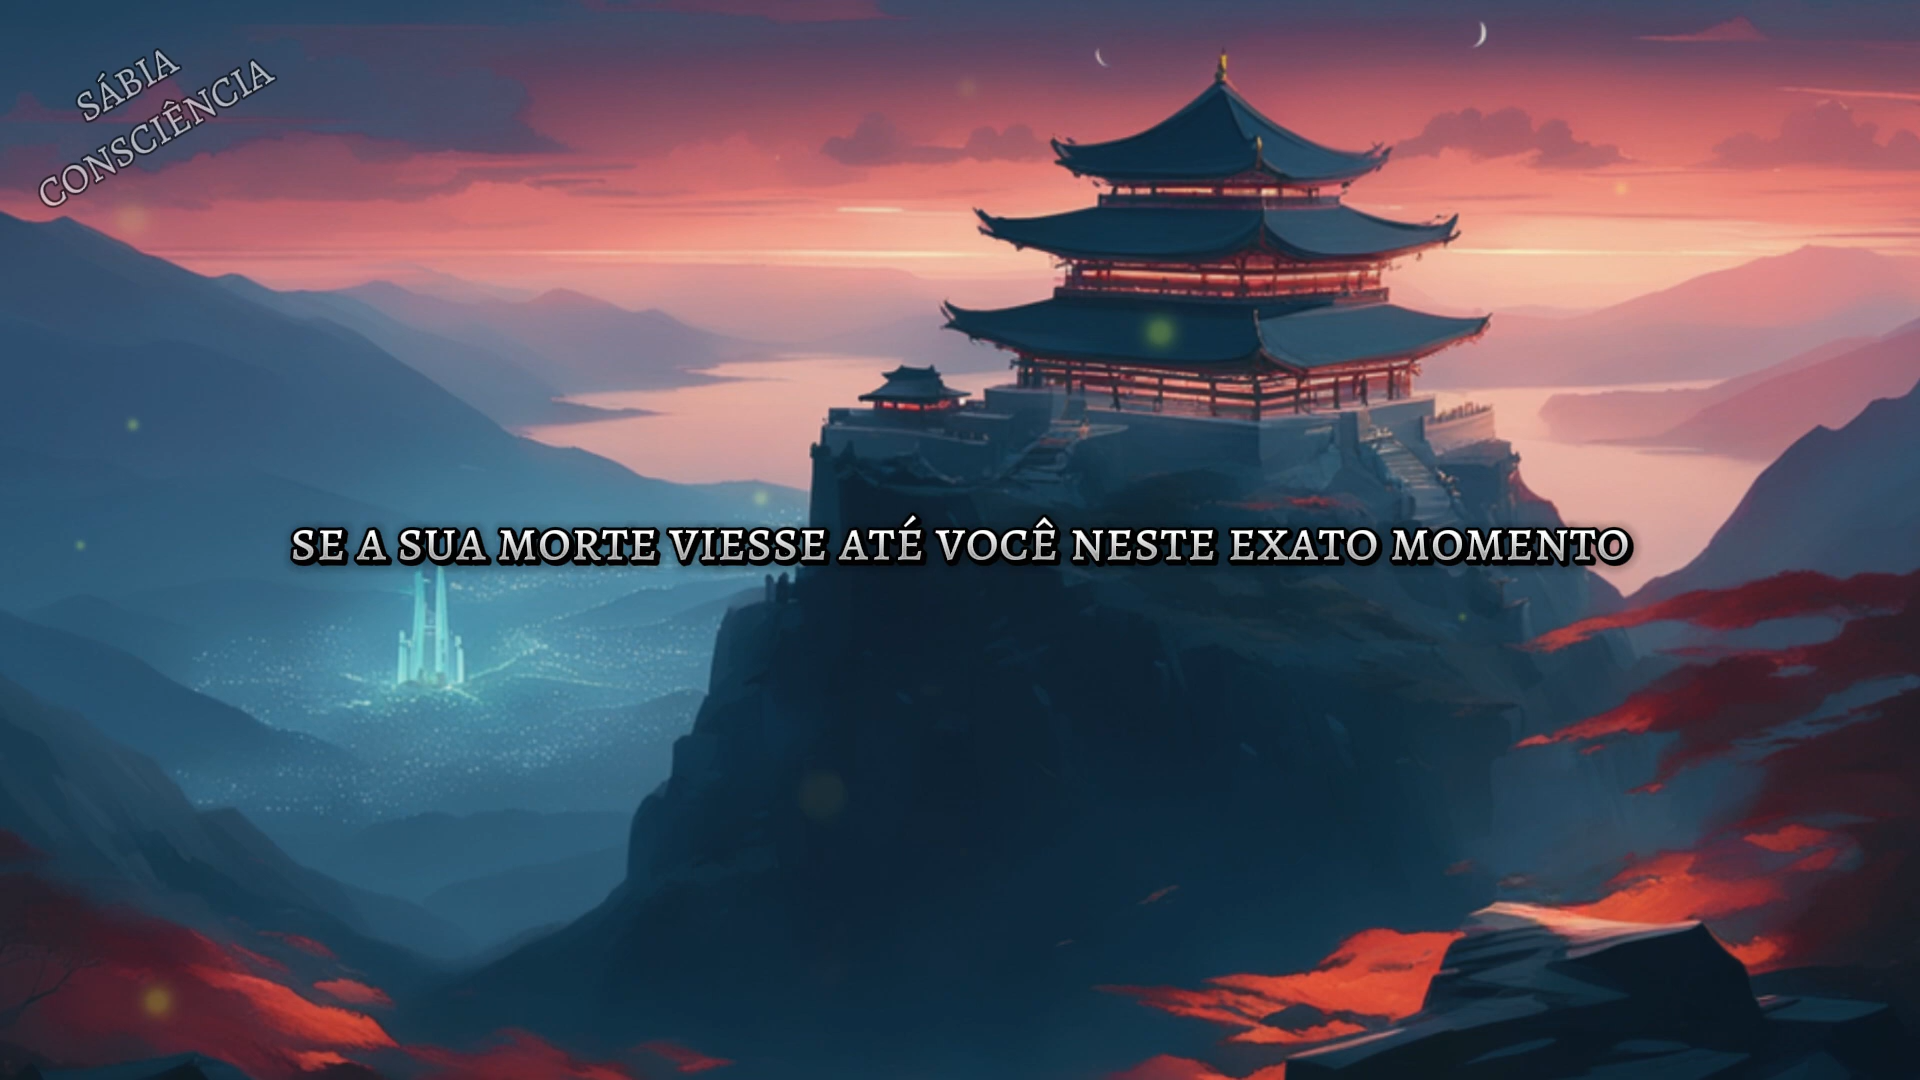 SÁBIA
CONSCIÊNCIA
SE A SUA MORTE VIESSE ATÉ VOCÊ NESTE EXATO MOMENTO